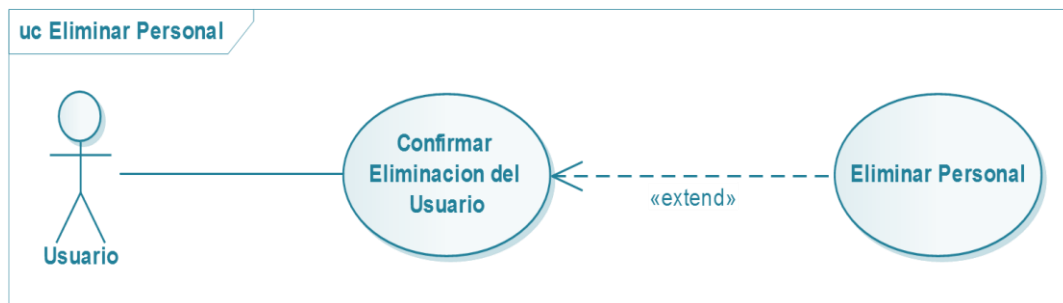 uc Eliminar Personal
Confirmar
Eliminacion del
Usuario
Eliminar Personal
«extend»
Usuario